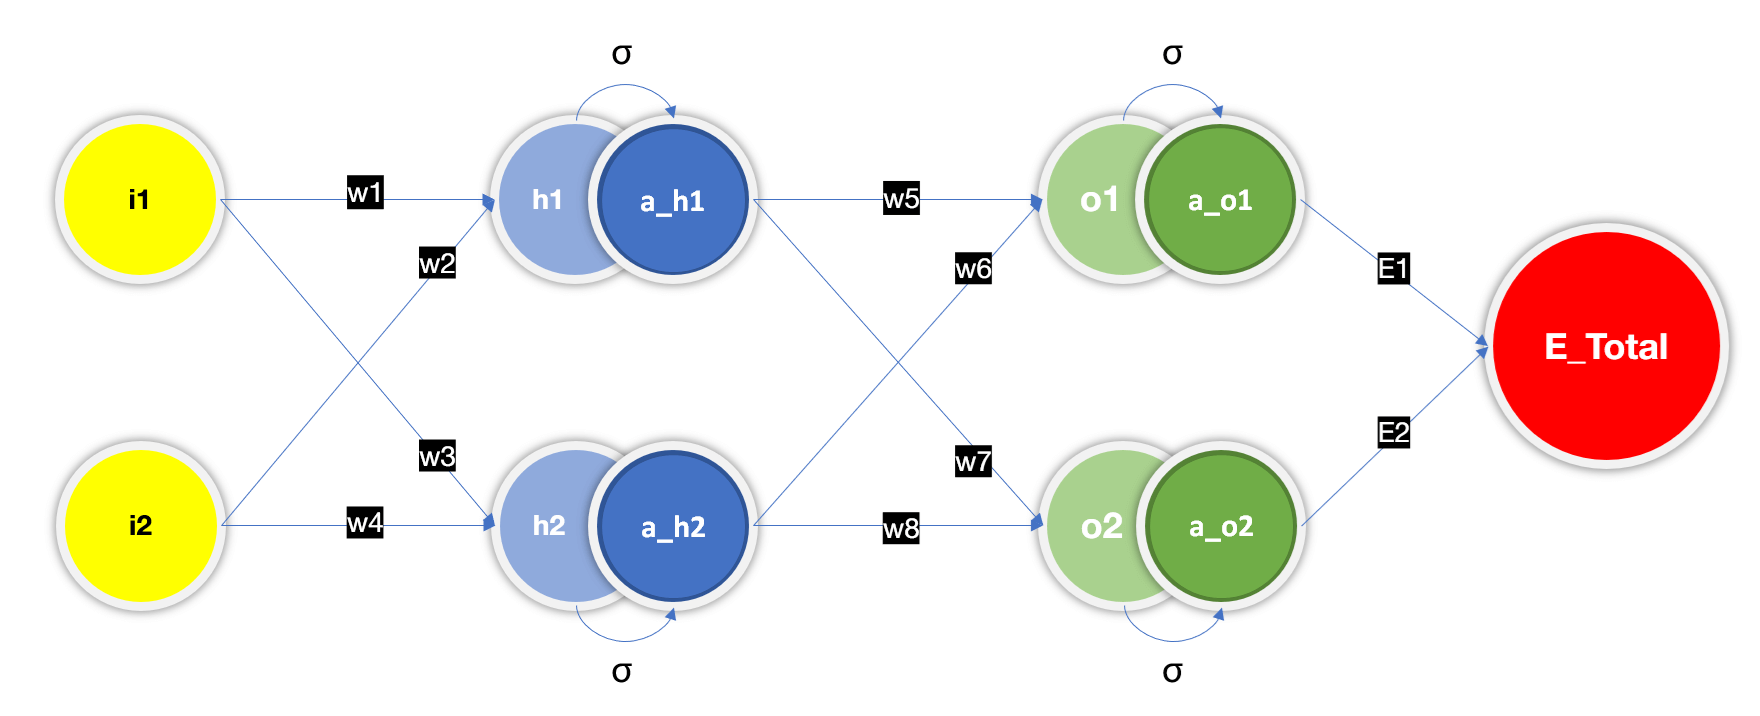 σ
σ
i1
w1
h1
a_h1
w5
o1
a_o1
w2
w6
E1
E_Total
w3
w7
E2
i2
w4
h2
a_h2
w8
o2
a_o2
σ
σ